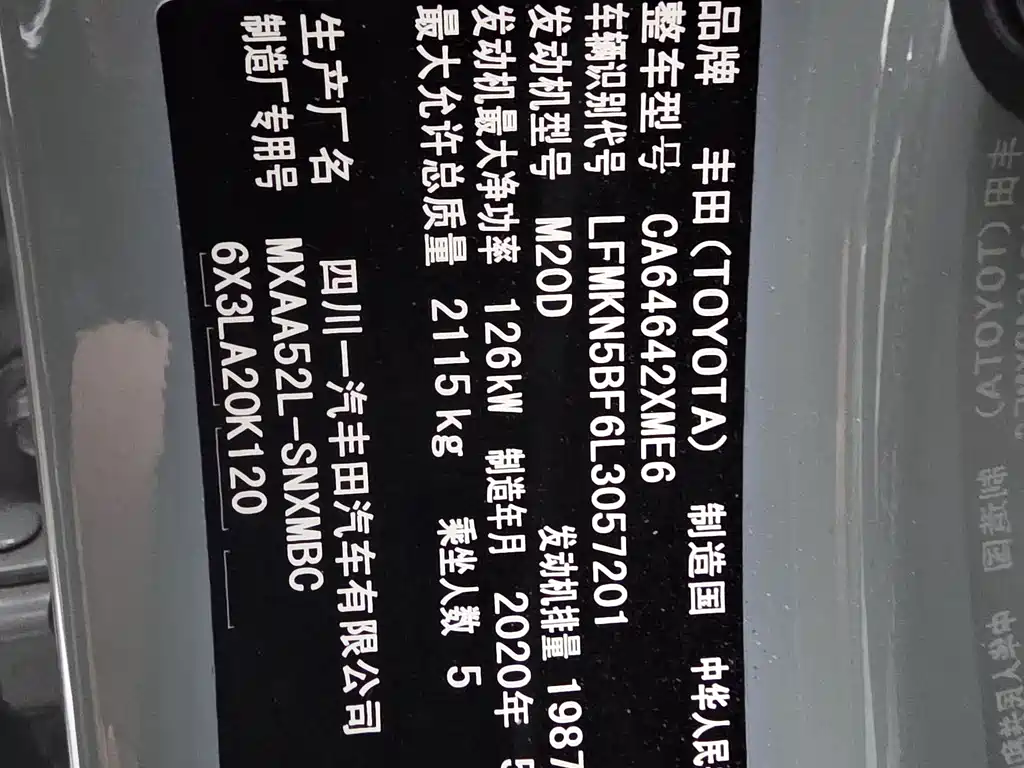 品牌 丰田(TOYOTA) 制造国 中华人民
整车型号 CA64642XME6
车辆识别代号 LFMKN5BF6L3057201
发动机型号 M20D 发动机排量 1987
发动机最大净功率 126kW 制造年月 2020年 5
最大允许总质量 2115kg 乘坐人数 5
生产厂名 四川一汽丰田汽车有限公司
制造厂专用号 MXAA52L-SNXMBC
6X3LA20K120